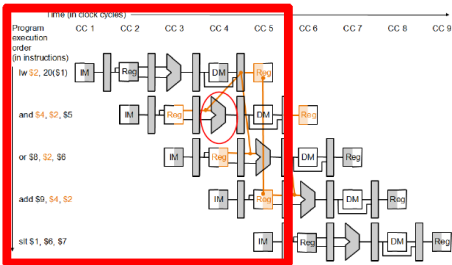 Time (in clock cycles)
Program execution order (in instructions)
CC 1 CC 2 CC 3 CC 4 CC 5 CC 6 CC 7 CC 8 CC 9
lw $2, 20($1) IM Reg DM Reg
and $4, $2, $5 IM Reg DM Reg
or $8, $2, $6 IM Reg DM Reg
add $9, $4, $2 IM Reg DM Reg
slt $1, $6, $7 IM Reg DM Reg